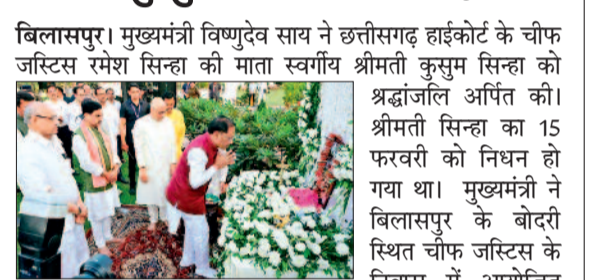 बिलासपुर। मुख्यमंत्री विष्णुदेव साय ने छत्तीसगढ़ हाईकोर्ट के चीफ
जस्टिस रमेश सिन्हा की माता स्वर्गीय श्रीमती कुसुम सिन्हा को
श्रद्धांजलि अर्पित की।
श्रीमती सिन्हा का 15
फरवरी को निधन हो
गया था। मुख्यमंत्री ने
बिलासपुर के बोदरी
स्थित चीफ जस्टिस के